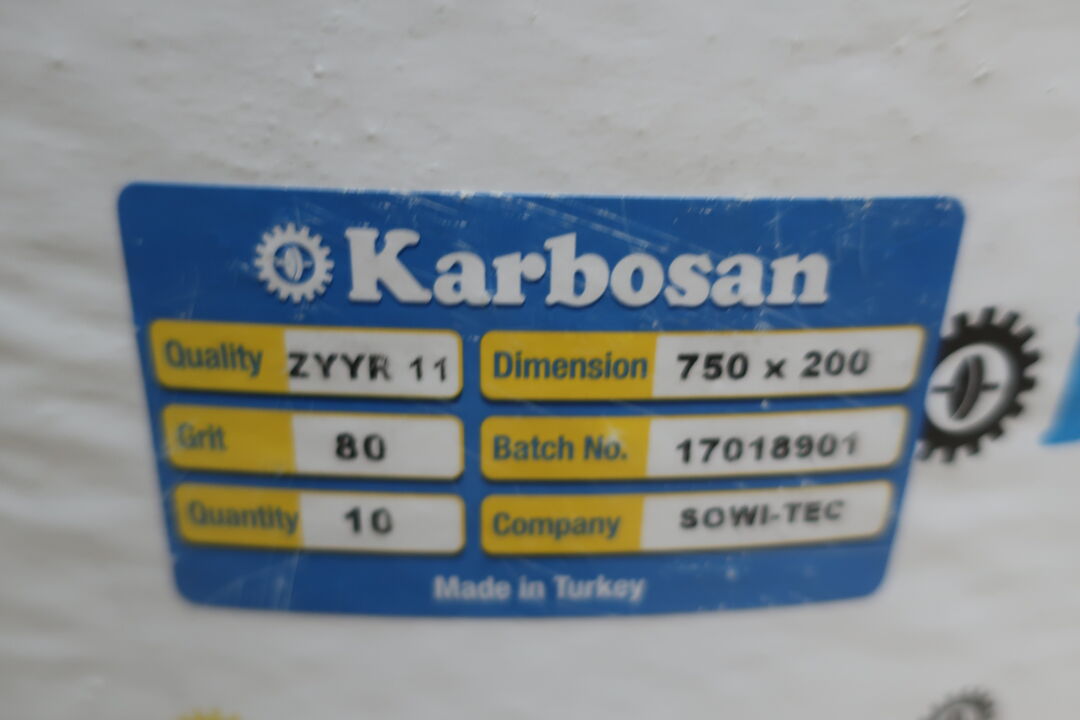 Karbosan
Quality ZYYR 11
Dimension 750 x 200
Grit 80
Batch No. 17018901
Quantity 10
Company SOWI-TEC
Made in Turkey